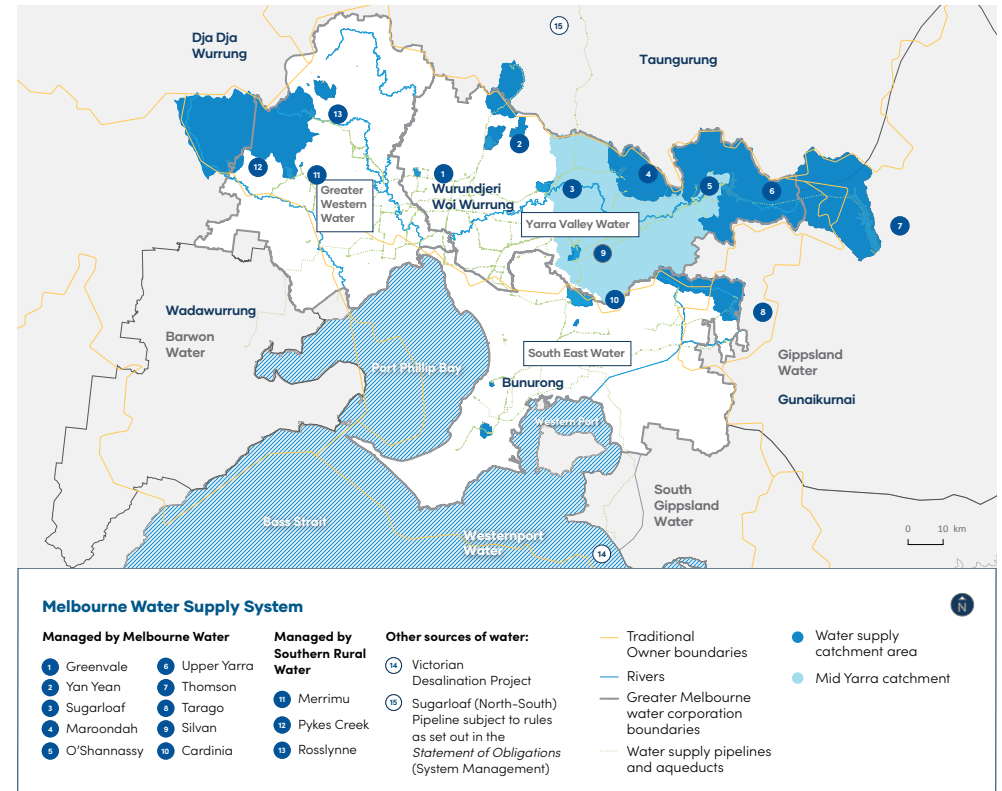 15
Dja Dja
Wurrung
Taungurung
13
2
12
11
1
Greater
Western
Water
Wurundjeri
Woi Wurrung
3
4
5
6
7
Yarra Valley Water
9
10
8
Wadawurrung
Barwon
Water
Port Phillip Bay
South East Water
Bunurong
Gippsland
Water
Gunaikurnai
Western Port
South
Gippsland
Water
Bass Strait
Westernport
Water
14
0 10 km
Melbourne Water Supply System
N
Managed by Melbourne Water
1 Greenvale
2 Yan Yean
3 Sugarloaf
4 Maroondah
5 O'Shannassy
6 Upper Yarra
7 Thomson
8 Tarago
9 Silvan
10 Cardinia
Managed by
Southern Rural
Water
11 Merrimu
12 Pykes Creek
13 Rosslynne
Other sources of water:
14 Victorian
Desalination Project
15 Sugarloaf (North-South)
Pipeline subject to rules
as set out in the
Statement of Obligations
(System Management)
Traditional
Owner boundaries
Rivers
Greater Melbourne
water corporation
boundaries
Water supply pipelines
and aqueducts
Water supply
catchment area
Mid Yarra catchment